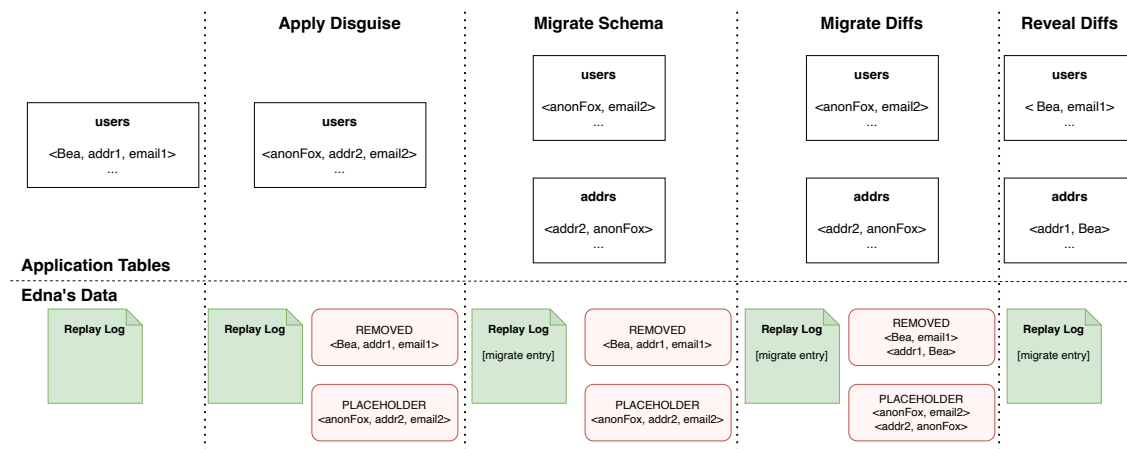 Apply Disguise
Migrate Schema
Migrate Diffs
Reveal Diffs
users
<Bea, addr1, email1>
...
users
<anonFox, addr2, email2>
...
users
<anonFox, email2>
...
addrs
<addr2, anonFox>
...
users
<anonFox, email2>
...
addrs
<addr2, anonFox>
...
users
< Bea, email1>
...
addrs
<addr1, Bea>
...
Application Tables
Edna's Data
Replay Log
Replay Log
REMOVED
<Bea, addr1, email1>
PLACEHOLDER
<anonFox, addr2, email2>
Replay Log
[migrate entry]
REMOVED
<Bea, addr1, email1>
PLACEHOLDER
<anonFox, addr2, email2>
Replay Log
[migrate entry]
REMOVED
<Bea, email1>
<addr1, Bea>
PLACEHOLDER
<anonFox, email2>
<addr2, anonFox>
Replay Log
[migrate entry]